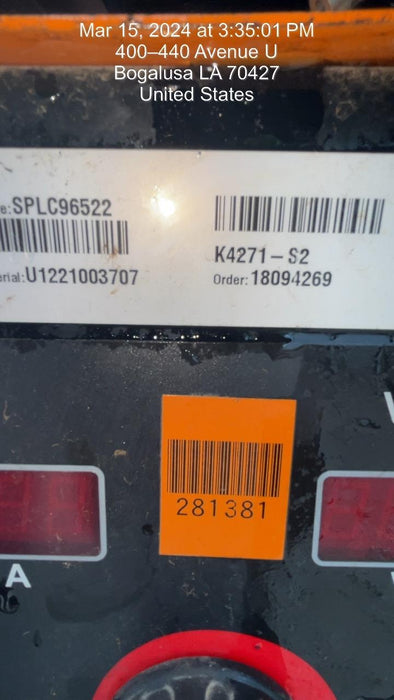 Mar 15, 2024 at 3:35:01 PM
400–440 Avenue U
Bogalusa LA 70427
United States
e:SPLC96522
K4271-S2
erial:U1221003707
Order:18094269
281381
A